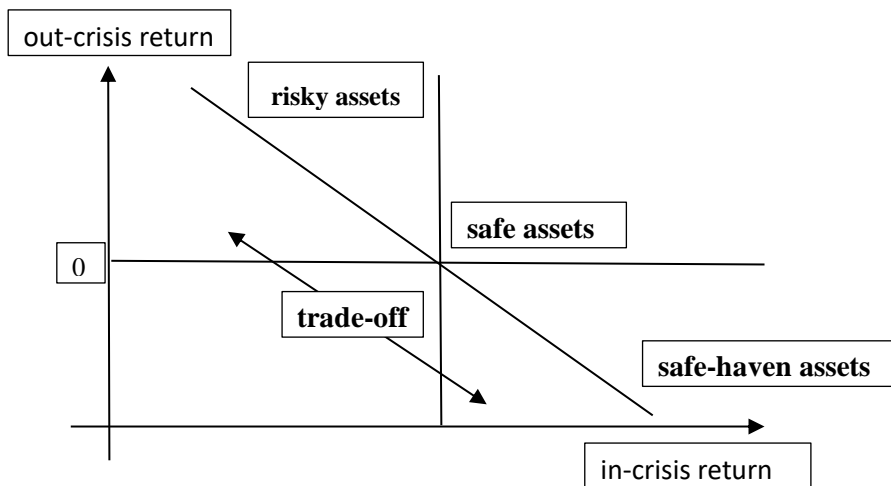 out-crisis return
risky assets
safe assets
0
trade-off
safe-haven assets
in-crisis return